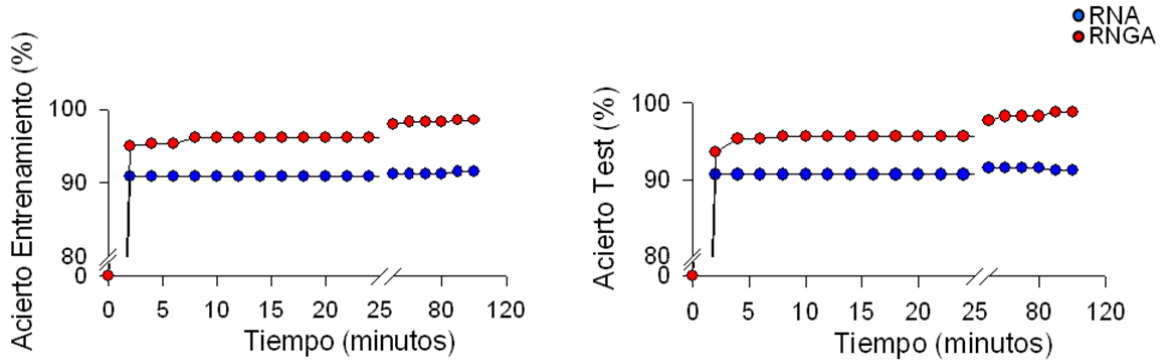 RNA
RNGA
Acierto Entrenamiento (%)
100
90
80
0
0 5 10 15 20 25 80 120
Tiempo (minutos)
Acierto Test (%)
100
90
80
0
0 5 10 15 20 25 80 120
Tiempo (minutos)